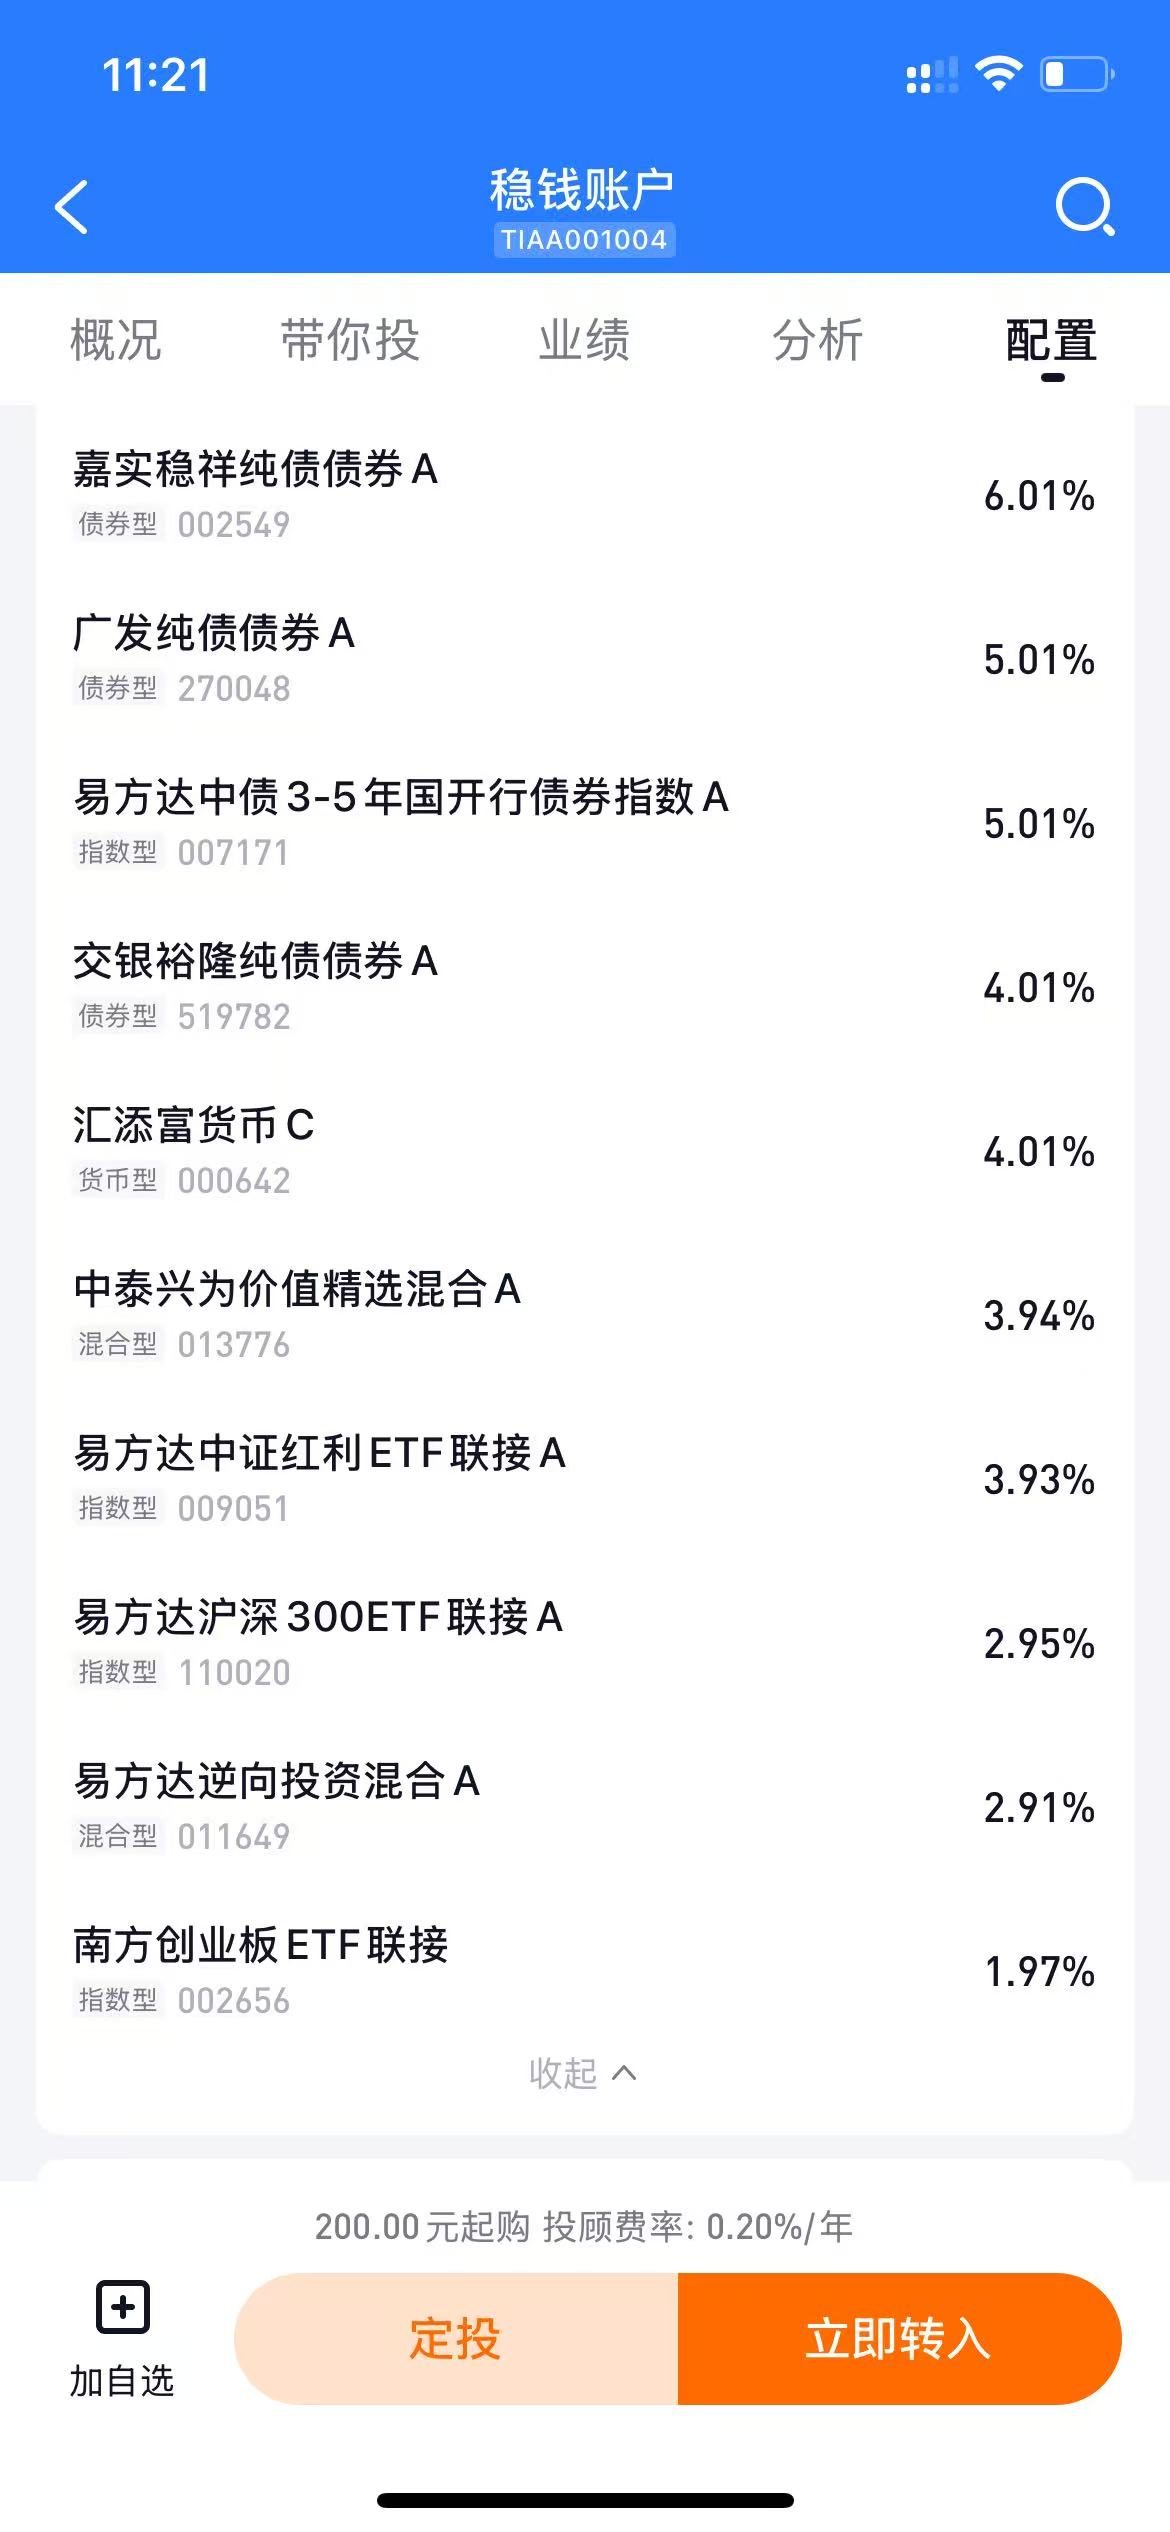 11:21
稳钱账户
TIAA001004
概况 带你投 业绩 分析 配置
嘉实稳祥纯债债券A
6.01%
债券型 002549
广发纯债债券A
5.01%
债券型 270048
易方达中债3-5年国开行债券指数A
5.01%
指数型 007171
交银裕隆纯债债券A
4.01%
债券型 519782
汇添富货币C
4.01%
货币型 000642
中泰兴为价值精选混合A
3.94%
混合型 013776
易方达中证红利ETF联接A
3.93%
指数型 009051
易方达沪深300ETF联接A
2.95%
指数型 110020
易方达逆向投资混合A
2.91%
混合型 011649
南方创业板ETF联接
1.97%
指数型 002656
收起
200.00元起购 投顾费率: 0.20%/年
加自选
定投
立即转入